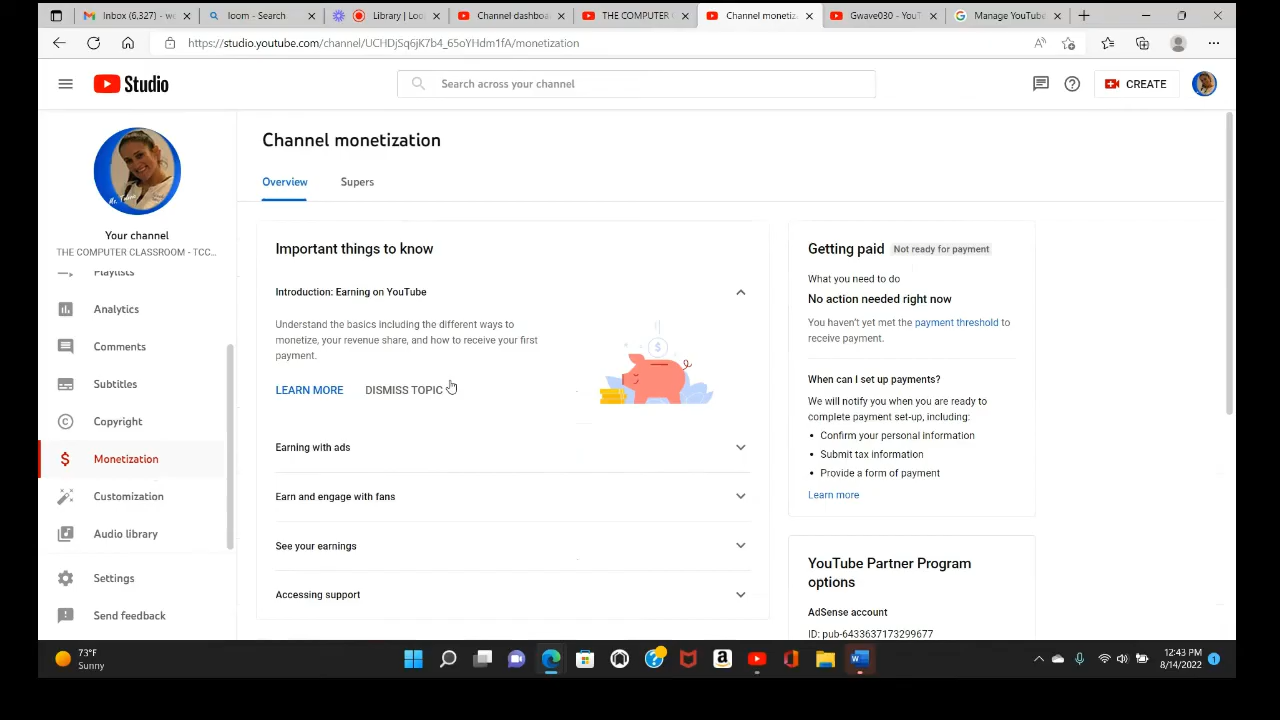 Inbox (6,327) - w
loom - Search
Library | Loo
Channel dashboa
THE COMPUTER C
Channel monetiz
Gwave030 - YouT
Manage YouTube
https://studio.youtube.com/channel/UCHDjSq6jK7b4_65oYHdm1fA/monetization
Studio
Search across your channel
CREATE
Your channel
THE COMPUTER CLASSROOM - TCC...
Playlists
Analytics
Comments
Subtitles
Copyright
Monetization
Customization
Audio library
Settings
Send feedback
Channel monetization
Overview
Supers
Important things to know
Introduction: Earning on YouTube
Understand the basics including the different ways to
monetize, your revenue share, and how to receive your first
payment.
LEARN MORE
DISMISS TOPIC
Earning with ads
Earn and engage with fans
See your earnings
Accessing support
Getting paid Not ready for payment
What you need to do
No action needed right now
You haven't yet met the payment threshold to
receive payment.
When can I set up payments?
We will notify you when you are ready to
complete payment set-up, including:
• Confirm your personal information
• Submit tax information
• Provide a form of payment
Learn more
YouTube Partner Program
options
AdSense account
ID: pub-6433637173299677
73°F
Sunny
12:43 PM
8/14/2022
1